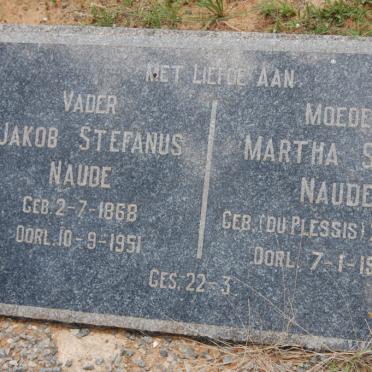 MET LIEFDE AAN
VADER
JAKOB STEFANUS
NAUDE
GEB. 2-7-1868
OORL. 10-9-1951
MOEDE
MARTHA S
NAUDE
GEB. (DU PLESSIS)
OORL. 7-1-19
GES. 22-3